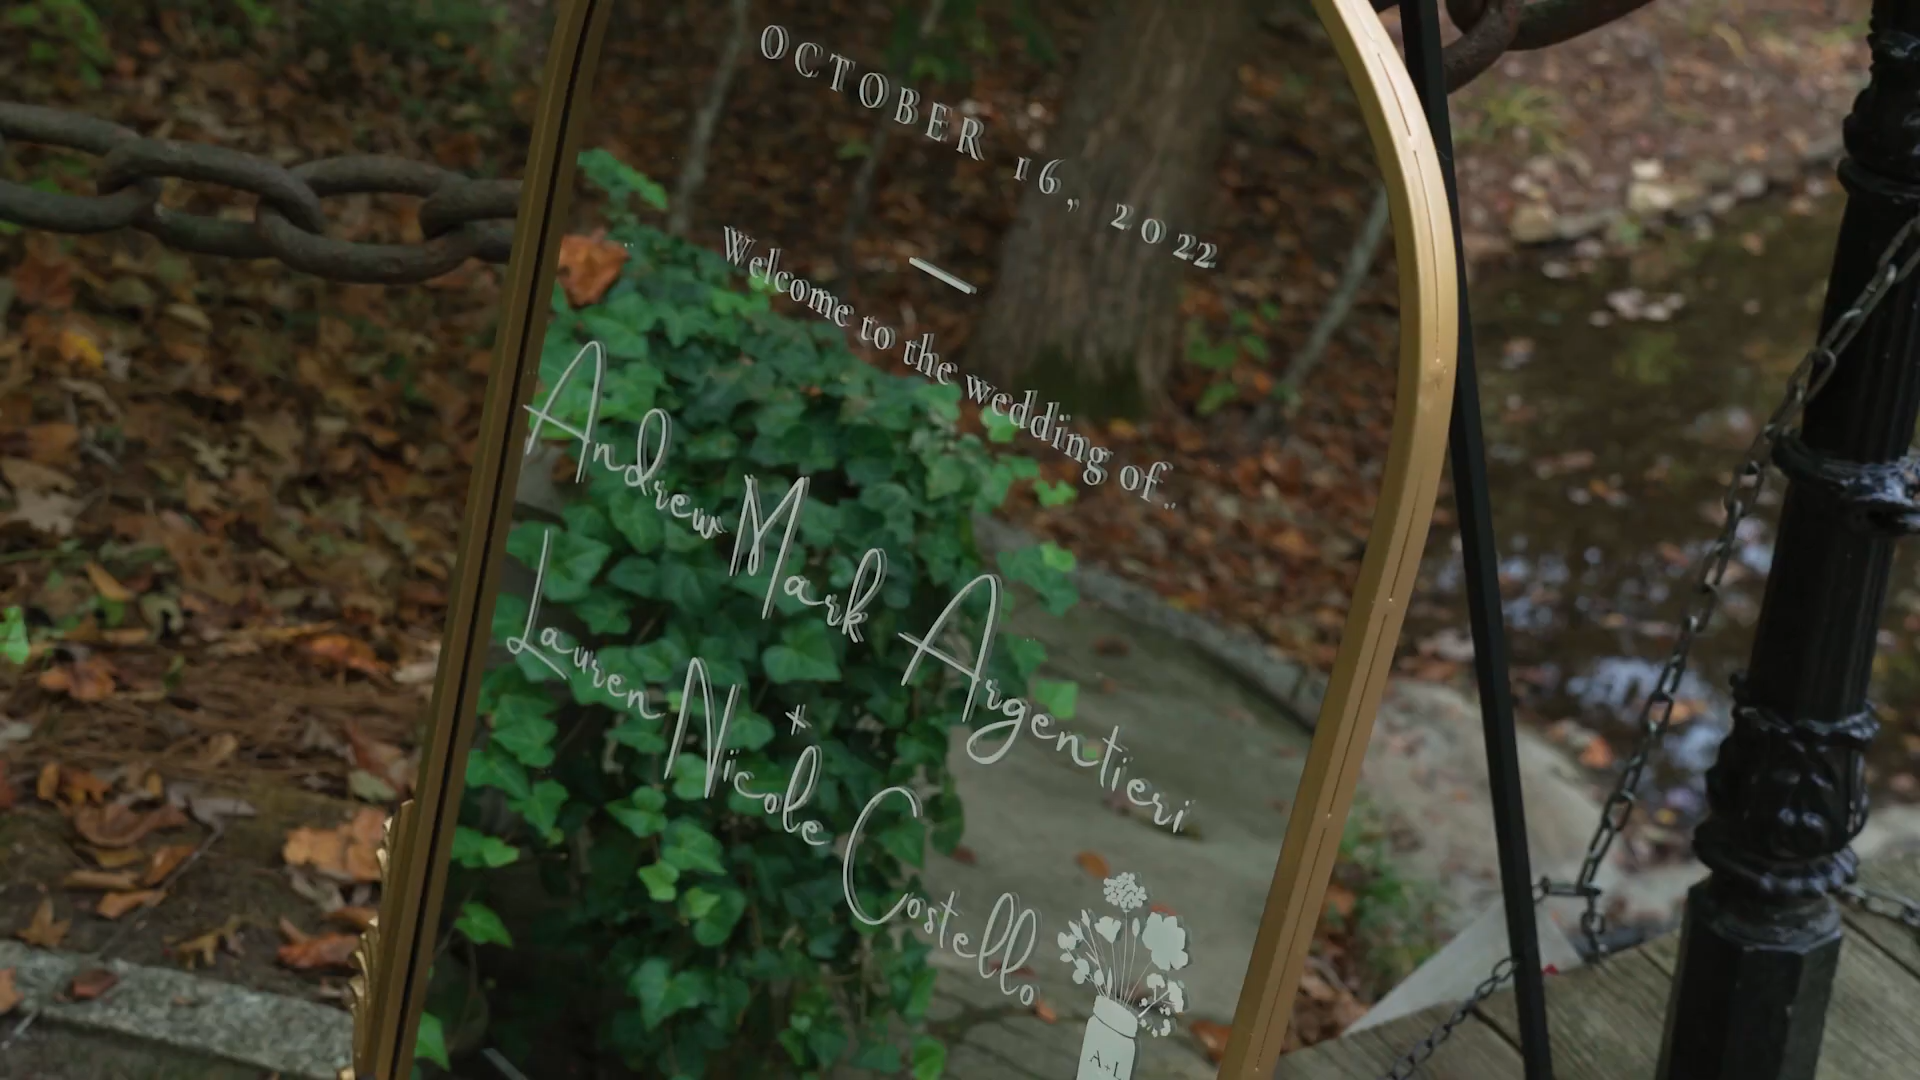 OCTOBER 16, 2022
Welcome to the wedding of..
Andrew Mark Argentieri
+
Lauren Nicole Costello
A+L